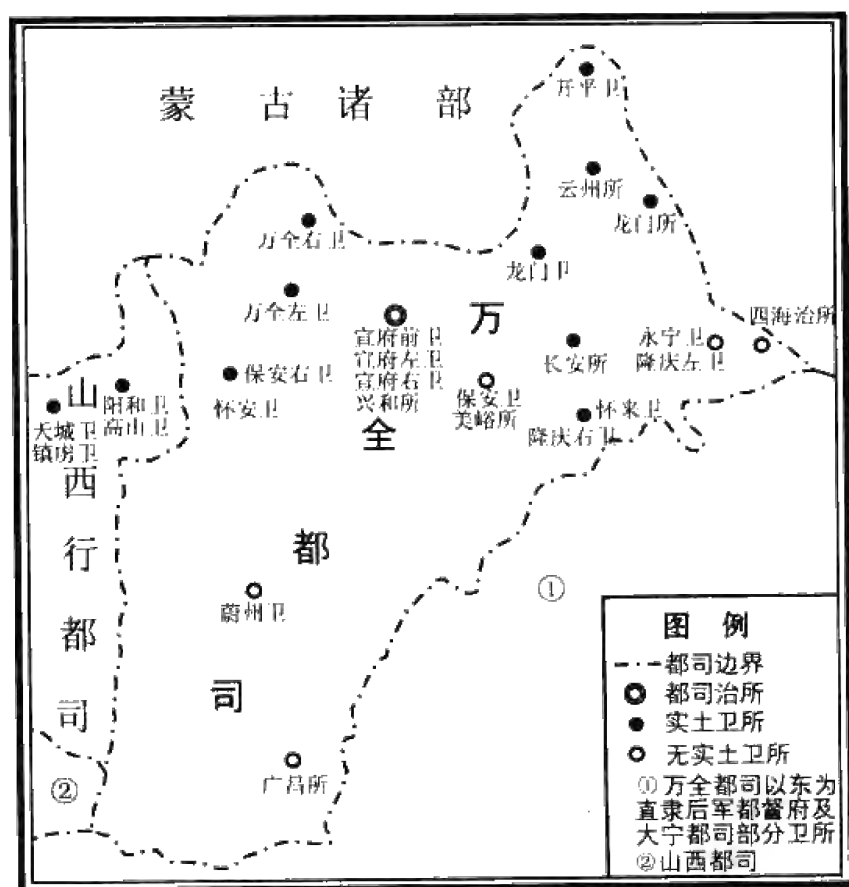 蒙古诸部
开平卫
云州所
龙门所
万全右卫
龙门卫
万全左卫
宣府前卫
宣府左卫
宣府右卫
兴和所
万全都司
四海治所
永宁卫
隆庆左卫
长安所
保安右卫
怀安卫
保安卫
美峪所
怀来卫
隆庆右卫
山西行都司
阳和卫
高山卫
天城卫
镇虏卫
蔚州卫
广昌所
①
②
图 例
都司边界
都司治所
实土卫所
无实土卫所
①万全都司以东为
直隶后军都督府及
大宁都司部分卫所
②山西都司